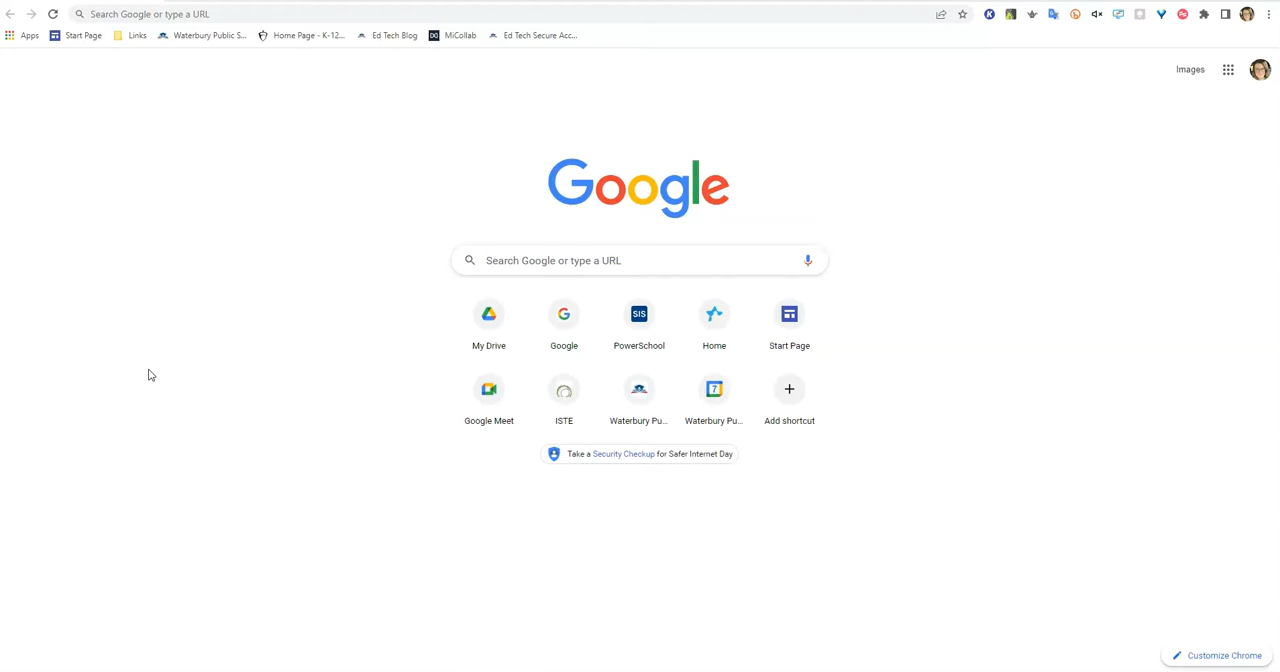 Search Google or type a URL
Apps Start Page Links Waterbury Public S... Home Page - K-12... Ed Tech Blog MiCollab Ed Tech Secure Acc...
Images
Google
Search Google or type a URL
SIS
My Drive Google PowerSchool Home Start Page
7
Google Meet ISTE Waterbury Pu... Waterbury Pu... Add shortcut
Take a Security Checkup for Safer Internet Day
Customize Chrome